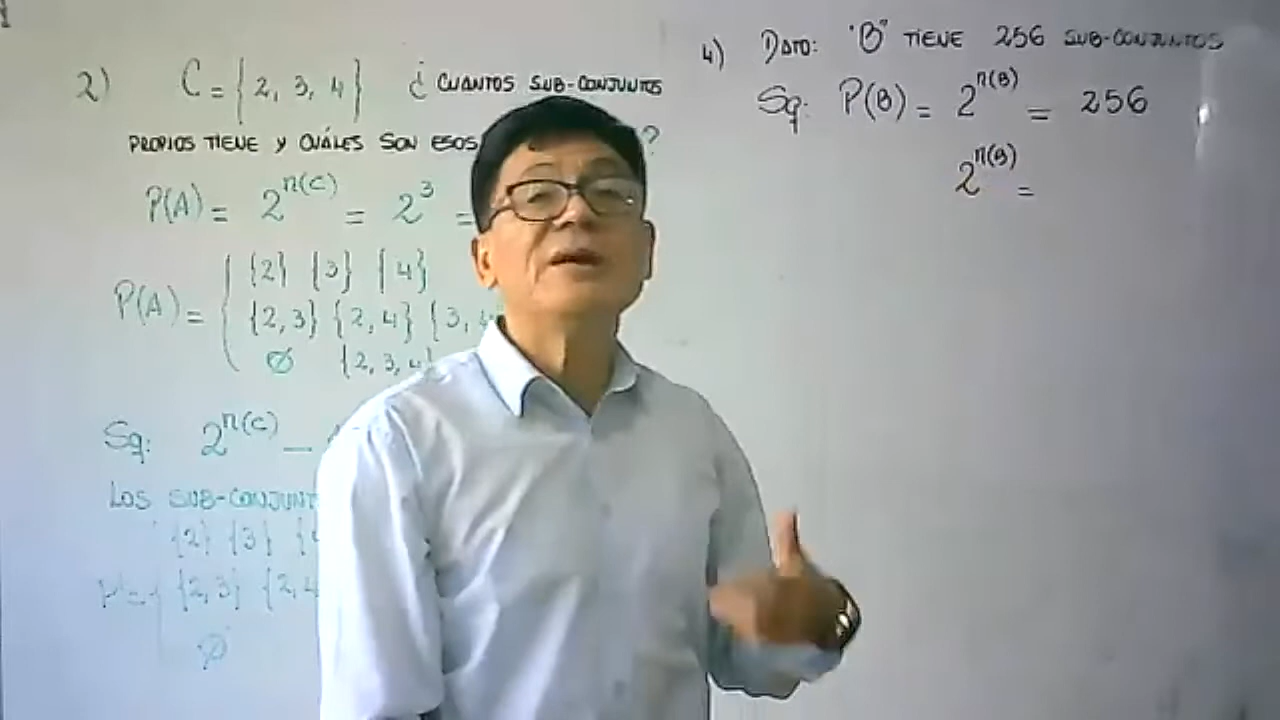 2) C = { 2, 3, 4 } ¿ CUANTOS SUB-CONJUNTOS
PROPIOS TIENE Y CUÁLES SON ESOS ?
P(A) = 2^n(C) = 2^3 =
P(A) = { {2} {3} {4}
{2,3} {2,4} {3,
∅ {2,3,4}
Sq: 2^n(C) —
LOS SUB-CONJUNT
{2} {3} {
P = { {2,3} {2,4
∅
4) DATO: "B" TIENE 256 SUB-CONJUNTOS
Sq: P(B) = 2^n(B) = 256
2^n(B) =